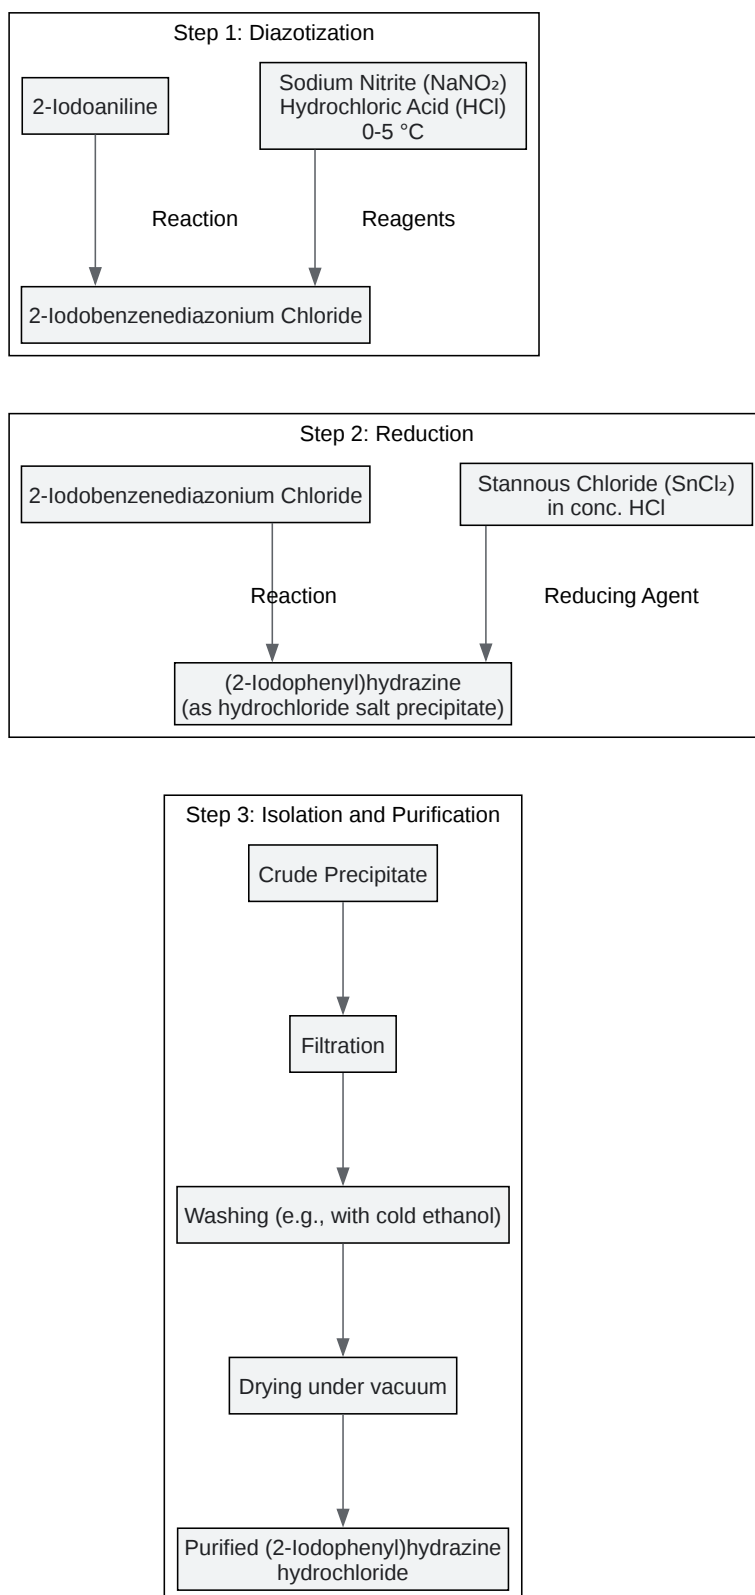 Step 1: Diazotization
2-Iodoaniline
Sodium Nitrite (NaNO₂)
Hydrochloric Acid (HCl)
0-5 °C
Reaction
Reagents
2-Iodobenzenediazonium Chloride
Step 2: Reduction
2-Iodobenzenediazonium Chloride
Stannous Chloride (SnCl₂)
in conc. HCl
Reaction
Reducing Agent
(2-Iodophenyl)hydrazine
(as hydrochloride salt precipitate)
Step 3: Isolation and Purification
Crude Precipitate
Filtration
Washing (e.g., with cold ethanol)
Drying under vacuum
Purified (2-Iodophenyl)hydrazine
hydrochloride